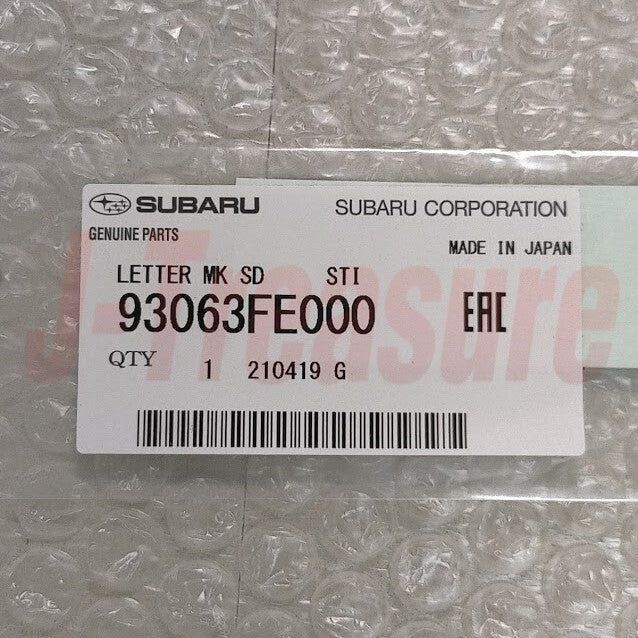 SUBARU SUBARU CORPORATION
GENUINE PARTS
MADE IN JAPAN
LETTER MK SD STI
93063FE000 EAC
QTY 1 210419 G
J-Treasure